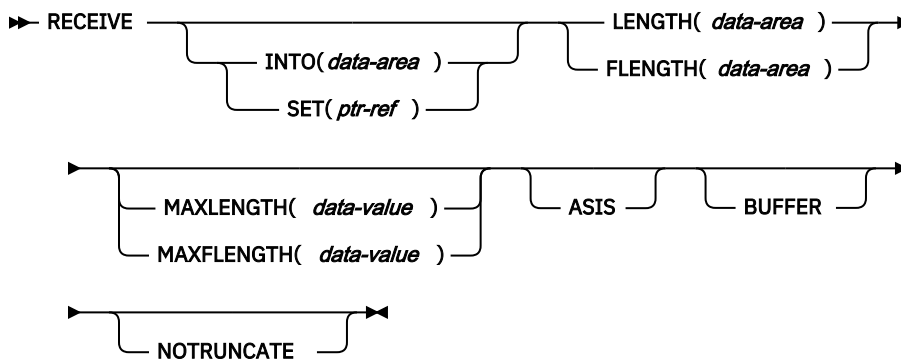 RECEIVE LENGTH( data-area )
INTO( data-area ) FLENGTH( data-area )
SET( ptr-ref )
MAXLENGTH( data-value ) ASIS BUFFER
MAXFLENGTH( data-value )
NOTRUNCATE